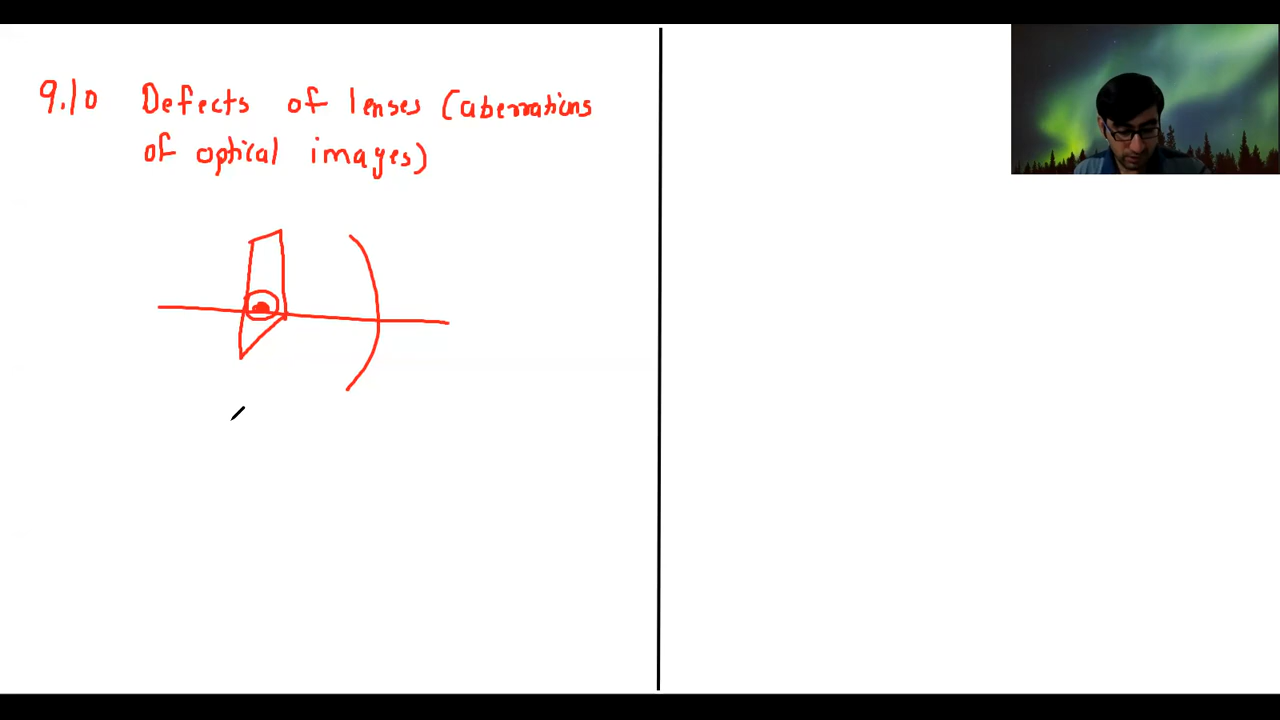 9.10 Defects of lenses (aberrations
of optical images)